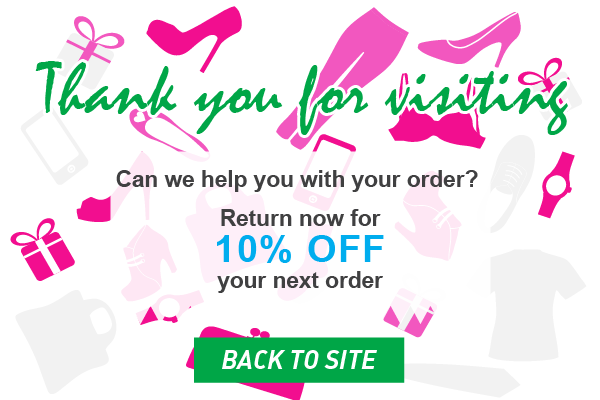 Thank you for visiting
Can we help you with your order?
Return now for
10% OFF
your next order
BACK TO SITE